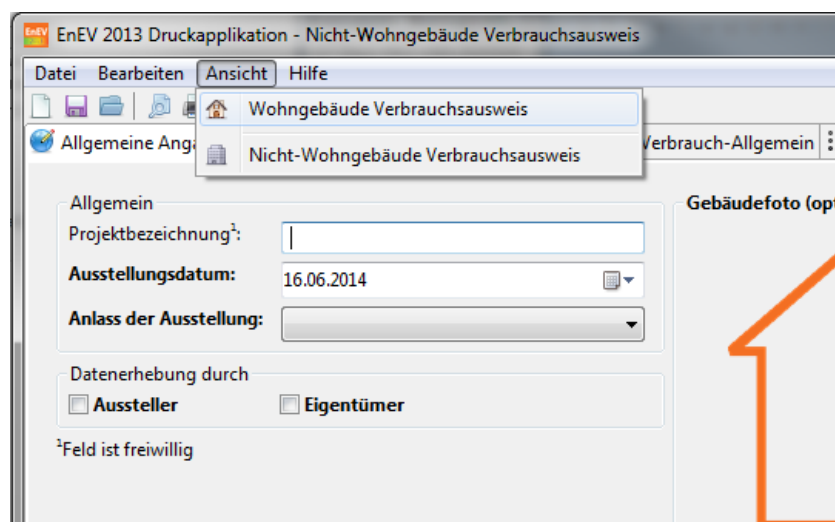 EnEV EnEV 2013 Druckapplikation - Nicht-Wohngebäude Verbrauchsausweis
Datei Bearbeiten Ansicht Hilfe
Wohngebäude Verbrauchsausweis
Allgemeine Anga
Verbrauch-Allgemein
Nicht-Wohngebäude Verbrauchsausweis
Allgemein
Gebäudefoto (opt
Projektbezeichnung¹:
Ausstellungsdatum: 16.06.2014
Anlass der Ausstellung:
Datenerhebung durch
Aussteller Eigentümer
¹Feld ist freiwillig